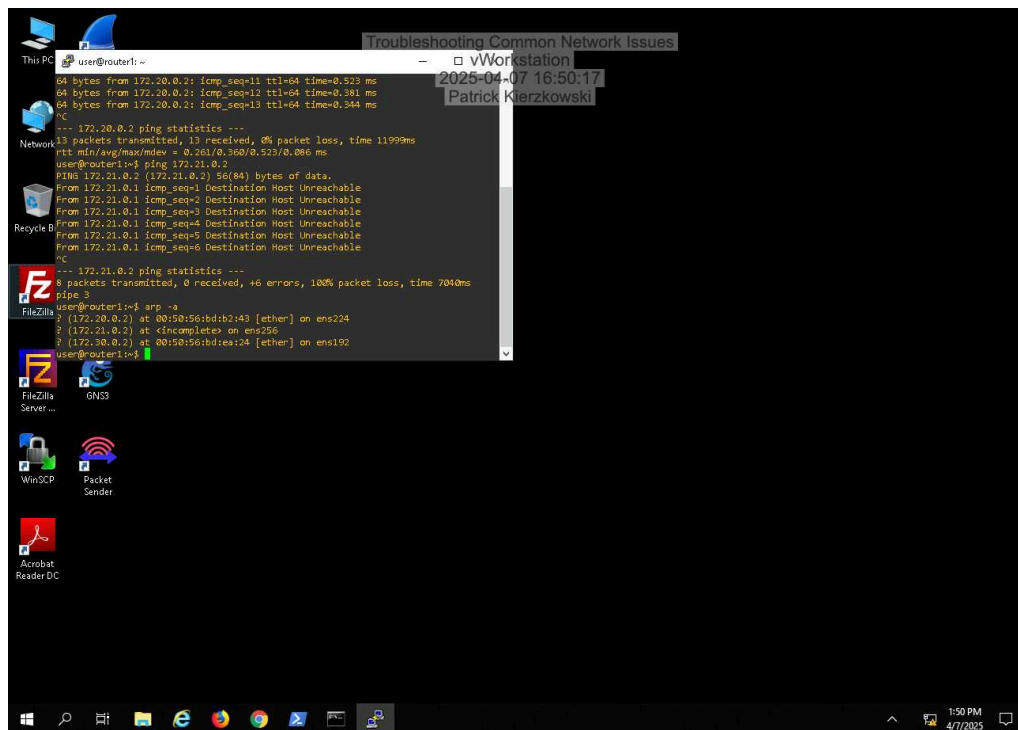 Troubleshooting Common Network Issues
vWorkstation
2025-04-07 16:50:17
Patrick Kierzkowski
This PC
user@router1: ~
64 bytes from 172.20.0.2: icmp_seq=11 ttl=64 time=0.523 ms
64 bytes from 172.20.0.2: icmp_seq=12 ttl=64 time=0.381 ms
64 bytes from 172.20.0.2: icmp_seq=13 ttl=64 time=0.344 ms
^C
--- 172.20.0.2 ping statistics ---
13 packets transmitted, 13 received, 0% packet loss, time 11999ms
rtt min/avg/max/mdev = 0.261/0.360/0.523/0.086 ms
user@router1:~$ ping 172.21.0.2
PING 172.21.0.2 (172.21.0.2) 56(84) bytes of data.
From 172.21.0.1 icmp_seq=1 Destination Host Unreachable
From 172.21.0.1 icmp_seq=2 Destination Host Unreachable
From 172.21.0.1 icmp_seq=3 Destination Host Unreachable
From 172.21.0.1 icmp_seq=4 Destination Host Unreachable
From 172.21.0.1 icmp_seq=5 Destination Host Unreachable
From 172.21.0.1 icmp_seq=6 Destination Host Unreachable
^C
--- 172.21.0.2 ping statistics ---
8 packets transmitted, 0 received, +6 errors, 100% packet loss, time 7040ms
pipe 3
user@router1:~$ arp -a
? (172.20.0.2) at 00:50:56:bd:b2:43 [ether] on ens224
? (172.21.0.2) at <incomplete> on ens256
? (172.30.0.2) at 00:50:56:bd:ea:24 [ether] on ens192
user@router1:~$
Network
Recycle B
FileZilla
FileZilla
Server ...
GNS3
WinSCP
Packet
Sender
Acrobat
Reader DC
1:50 PM
4/7/2025